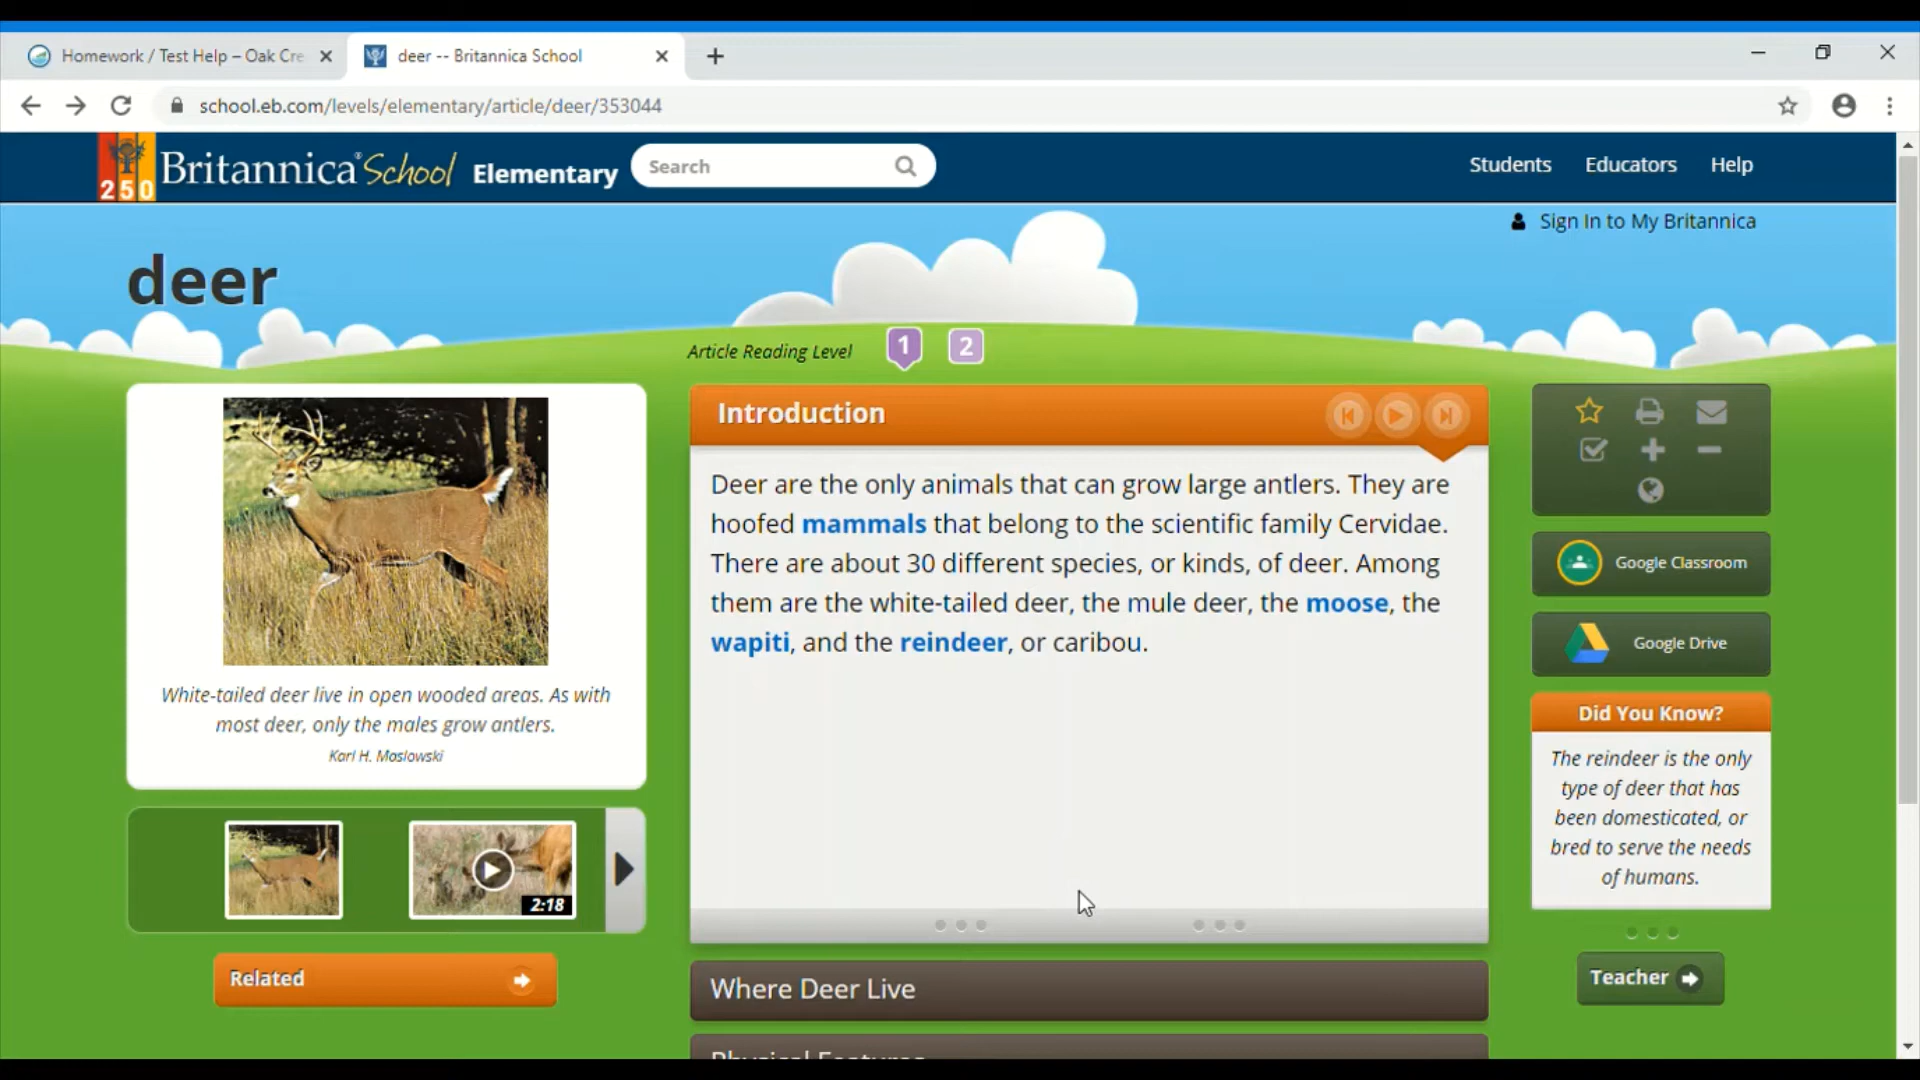 Homework / Test Help – Oak Cre
deer -- Britannica School
school.eb.com/levels/elementary/article/deer/353044
250
Britannica® School Elementary
Search
Students
Educators
Help
Sign In to My Britannica
deer
Article Reading Level
1
2
White-tailed deer live in open wooded areas. As with
most deer, only the males grow antlers.
Karl H. Maslowski
2:18
Related
Introduction
Deer are the only animals that can grow large antlers. They are
hoofed mammals that belong to the scientific family Cervidae.
There are about 30 different species, or kinds, of deer. Among
them are the white-tailed deer, the mule deer, the moose, the
wapiti, and the reindeer, or caribou.
Where Deer Live
Physical Features
Google Classroom
Google Drive
Did You Know?
The reindeer is the only
type of deer that has
been domesticated, or
bred to serve the needs
of humans.
Teacher